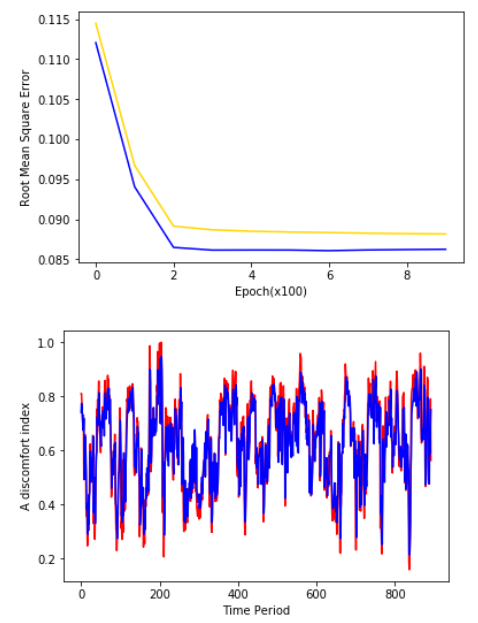 0.115
0.110
0.105
0.100
0.095
0.090
0.085
Root Mean Square Error
0 2 4 6 8
Epoch(x100)
1.0
0.8
0.6
0.4
0.2
A discomfort index
0 200 400 600 800
Time Period